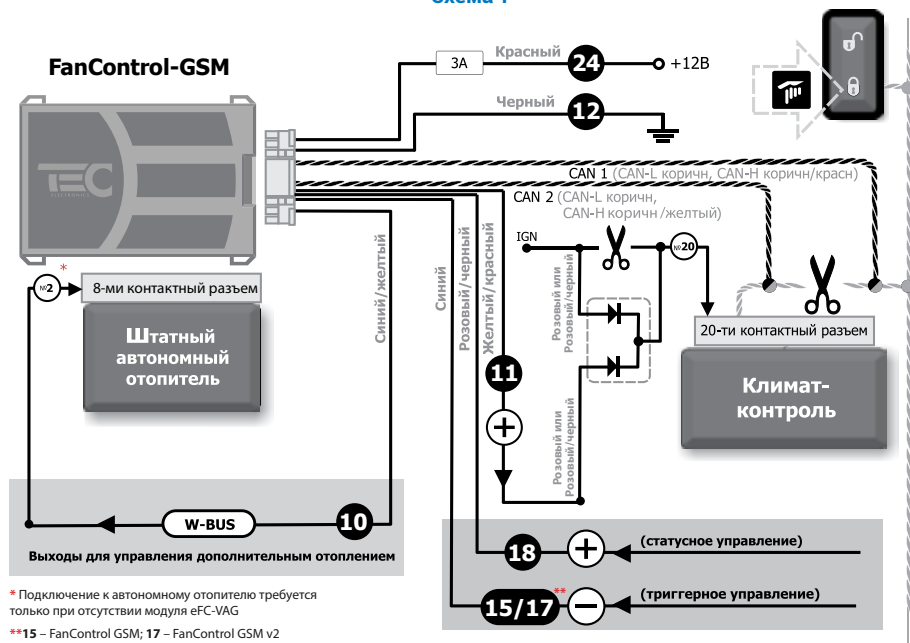 Схема 1
FanControl-GSM
3А
Красный
24
+12В
Черный
12
CAN 1 (CAN-L коричн, CAN-H коричн/красн)
CAN 2 (CAN-L коричн,
CAN-H коричн /желтый)
IGN
№20
TEC
ELECTRONICS
№2
*
8-ми контактный разъем
Штатный
автономный
отопитель
Синий/желтый
Синий
Розовый/черный
Желтый/красный
Розовый или
Розовый/черный
20-ти контактный разъем
Климат-
контроль
11
+
Розовый или
Розовый/черный
W-BUS
10
Выходы для управления дополнительным отоплением
18
+
(статусное управление)
15/17
**
−
(триггерное управление)
* Подключение к автономному отопителю требуется
только при отсутствии модуля eFC-VAG
**15 – FanControl GSM; 17 – FanControl GSM v2